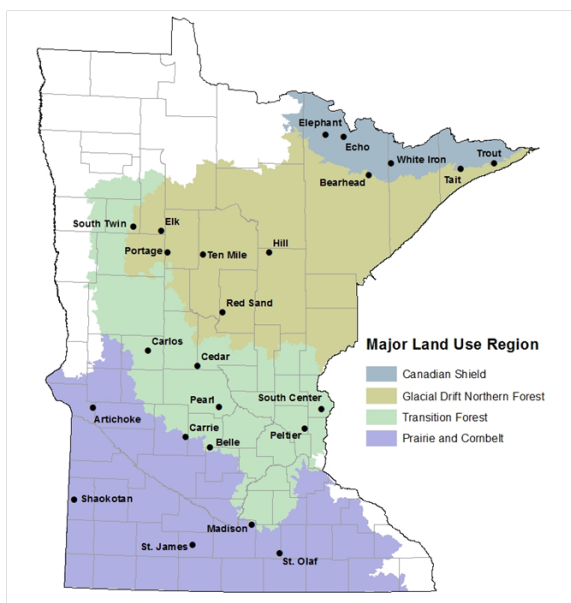 Elephant
Echo
White Iron
Trout
Bearhead
Tait
South Twin
Elk
Portage
Ten Mile
Hill
Red Sand
Major Land Use Region
Canadian Shield
Glacial Drift Northern Forest
Transition Forest
Prairie and Cornbelt
Carlos
Cedar
Pearl
South Center
Artichoke
Carrie
Peltier
Belle
Shaokotan
Madison
St. James
St. Olaf